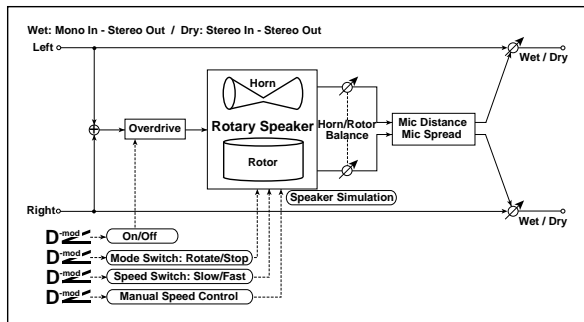 Wet: Mono In - Stereo Out / Dry: Stereo In - Stereo Out
Left
Wet / Dry
Horn
Overdrive
Rotary Speaker
Horn/Rotor
Balance
Mic Distance
Mic Spread
Rotor
Speaker Simulation
Right
Wet / Dry
D-mod On/Off
D-mod Mode Switch: Rotate/Stop
D-mod Speed Switch: Slow/Fast
D-mod Manual Speed Control